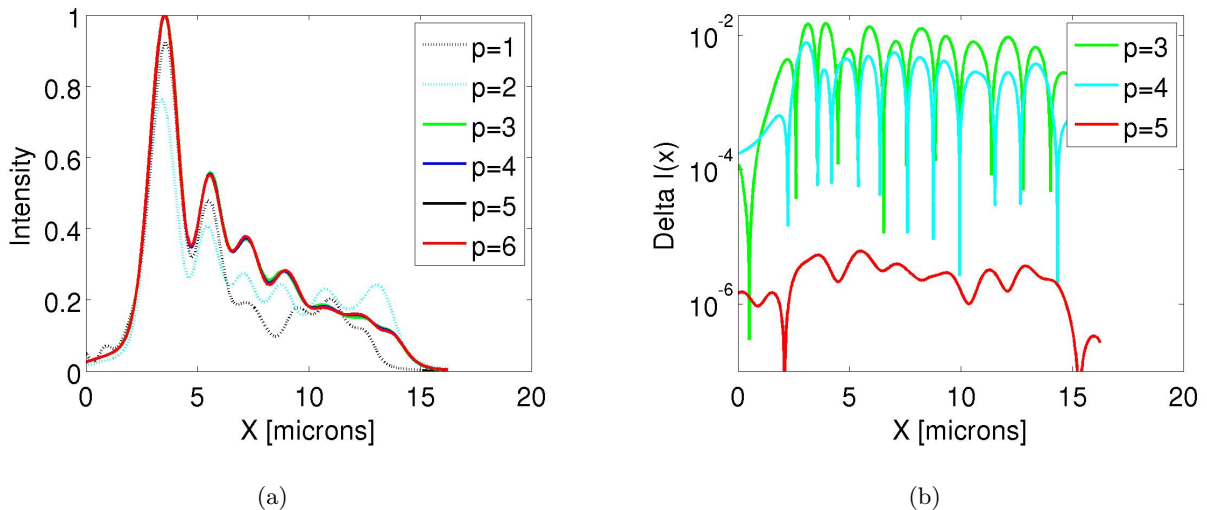 1
0.8
0.6
0.4
0.2
0
Intensity
0 5 10 15 20
X [microns]
p=1
p=2
p=3
p=4
p=5
p=6
(a)
10^-2
10^-4
10^-6
Delta I(x)
0 5 10 15 20
X [microns]
p=3
p=4
p=5
(b)